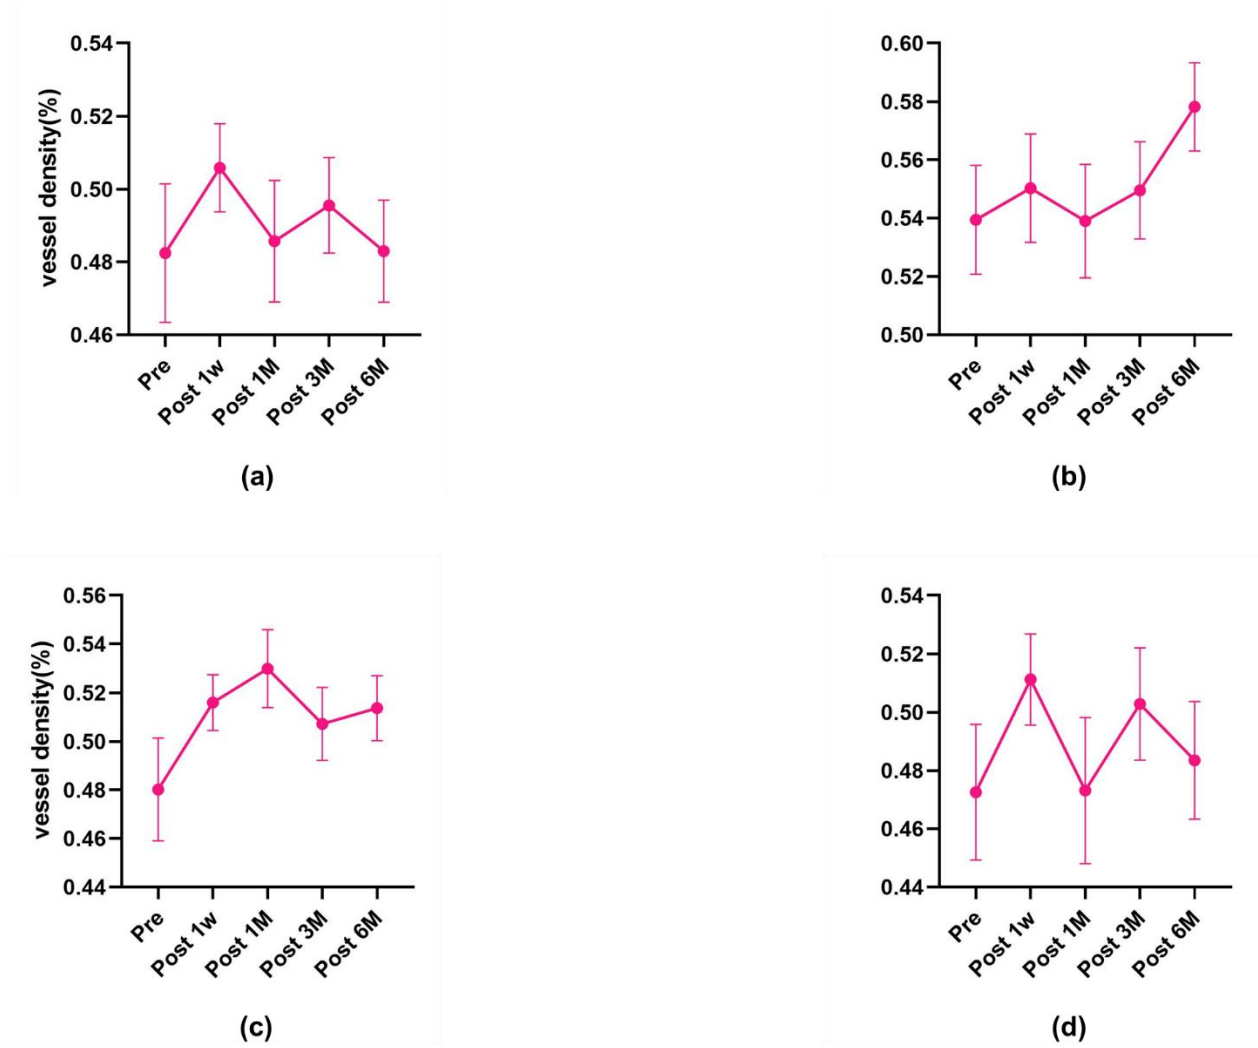 vessel density(%)
0.54
0.52
0.50
0.48
0.46
Pre
Post 1w
Post 1M
Post 3M
Post 6M
(a)
0.60
0.58
0.56
0.54
0.52
0.50
Pre
Post 1w
Post 1M
Post 3M
Post 6M
(b)
vessel density(%)
0.56
0.54
0.52
0.50
0.48
0.46
0.44
Pre
Post 1w
Post 1M
Post 3M
Post 6M
(c)
0.54
0.52
0.50
0.48
0.46
0.44
Pre
Post 1w
Post 1M
Post 3M
Post 6M
(d)